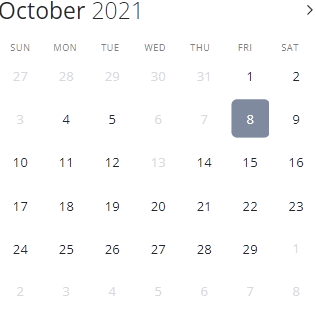 October 2021
SUN MON TUE WED THU FRI SAT
27 28 29 30 31 1 2
3 4 5 6 7 8 9
10 11 12 13 14 15 16
17 18 19 20 21 22 23
24 25 26 27 28 29 1
2 3 4 5 6 7 8